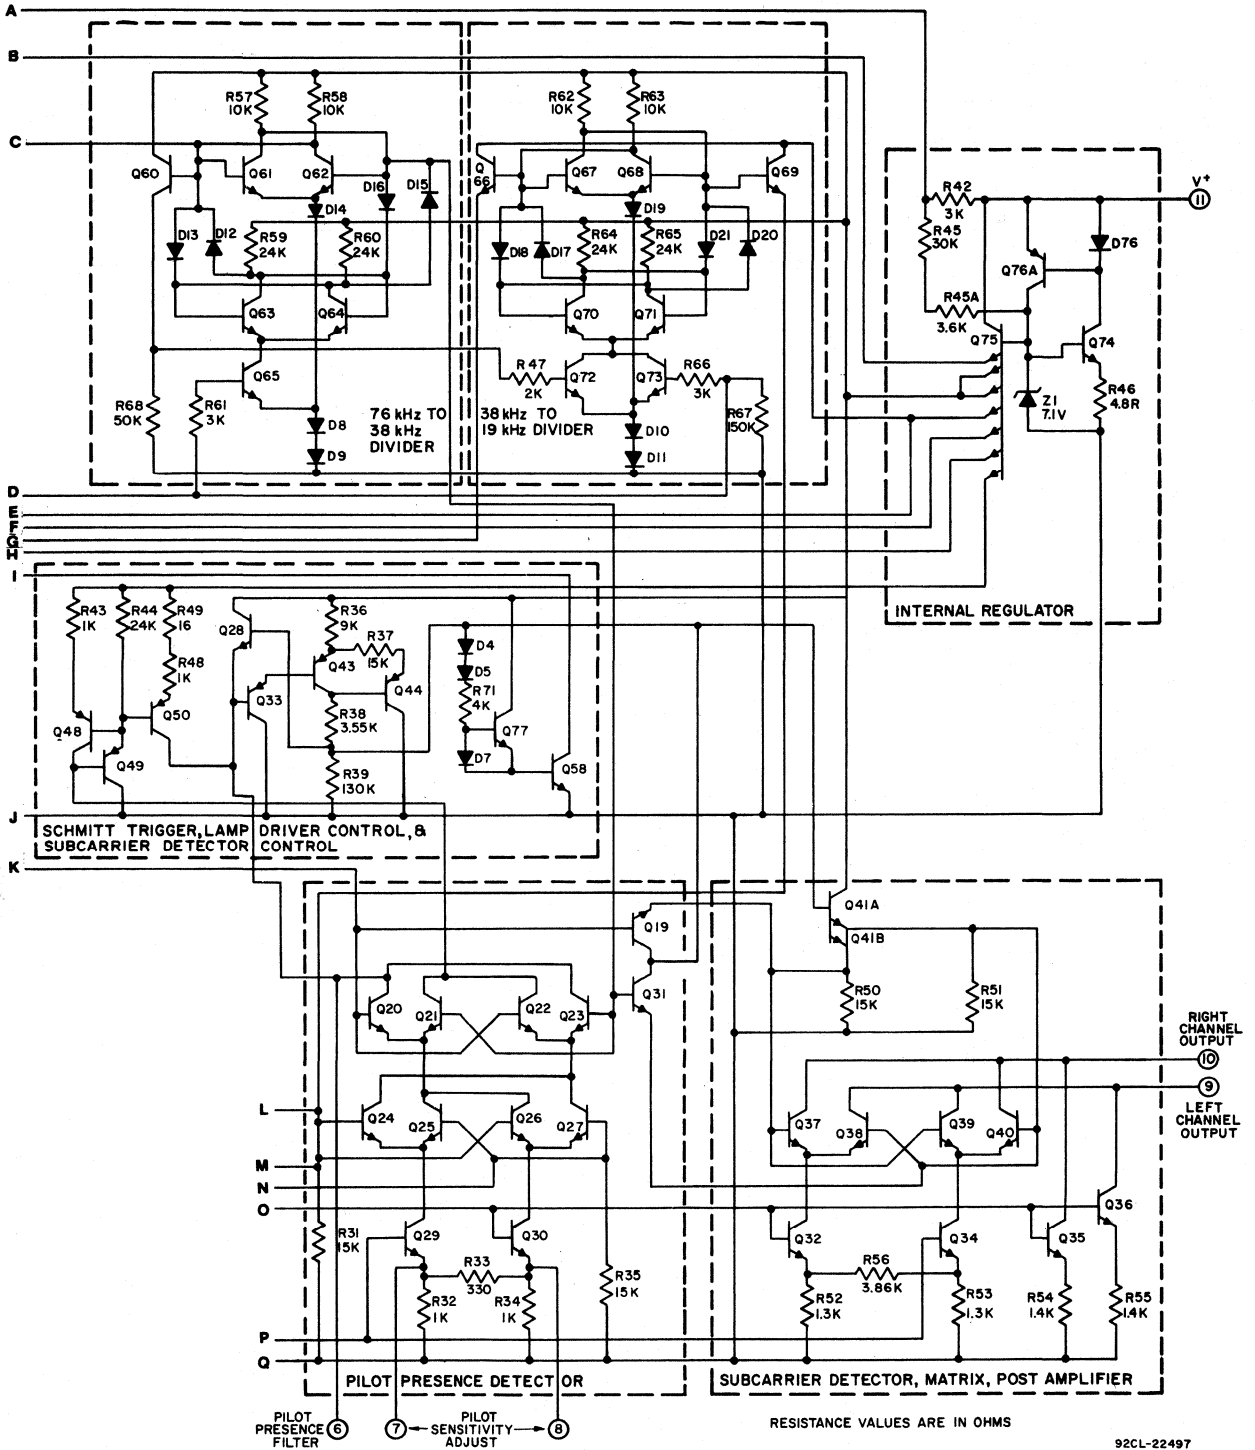 A
B
C
D
E
F
G
H
I
J
K
L
M
N
O
P
Q
R57
10K
R58
10K
Q60
Q61
Q62
D16
D15
D14
D13
D12
R59
24K
R60
24K
Q63
Q64
Q65
R68
50K
R61
3K
D8
D9
76 kHz TO
38 kHz
DIVIDER
R62
10K
R63
10K
Q
66
Q67
Q68
Q69
D19
D18
D17
R64
24K
R65
24K
D21
D20
Q70
Q71
R 47
2K
Q72
Q73
R66
3K
R67
150K
D10
D11
38 kHz TO
19 kHz DIVIDER
R42
3K
V+
11
R45
30K
D76
Q76A
R45A
3.6K
Q75
Q74
Z1
7.1V
R46
4.8R
INTERNAL REGULATOR
R43
1K
R44
24K
R49
16
R48
1K
Q28
R36
9K
R37
15K
Q43
Q44
Q33
R38
3.55K
R39
130K
D4
D5
R71
4K
Q77
D7
Q58
Q48
Q50
Q49
SCHMITT TRIGGER, LAMP DRIVER CONTROL, &
SUBCARRIER DETECTOR CONTROL
Q19
Q31
Q20
Q21
Q22
Q23
Q24
Q25
Q26
Q27
R31
15K
Q29
Q30
R33
330
R32
1K
R34
1K
R35
15K
PILOT PRESENCE DETECTOR
PILOT
PRESENCE
FILTER
6
7
PILOT
SENSITIVITY
ADJUST
8
Q41A
Q41B
R50
15K
R51
15K
RIGHT
CHANNEL
OUTPUT
10
9
LEFT
CHANNEL
OUTPUT
Q37
Q38
Q39
Q40
Q36
Q32
Q34
Q35
R56
3.86K
R52
1.3K
R53
1.3K
R54
1.4K
R55
1.4K
SUBCARRIER DETECTOR, MATRIX, POST AMPLIFIER
RESISTANCE VALUES ARE IN OHMS
92CL-22497